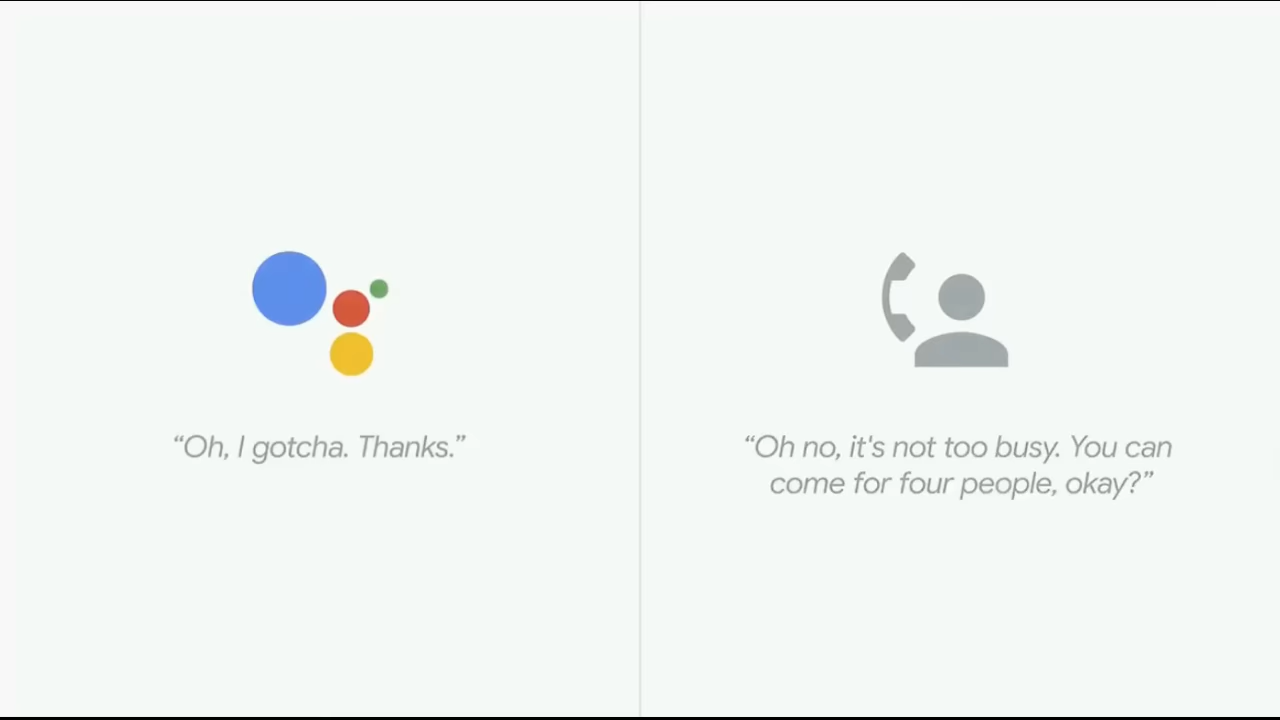 “Oh, I gotcha. Thanks.”
“Oh no, it's not too busy. You can
come for four people, okay?”